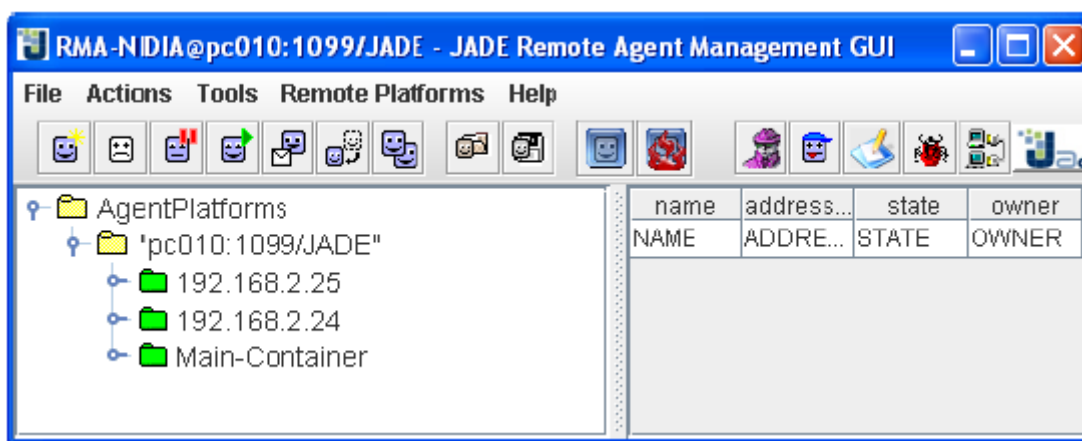 RMA-NIDIA@pc010:1099/JADE - JADE Remote Agent Management GUI
File Actions Tools Remote Platforms Help
AgentPlatforms
"pc010:1099/JADE"
192.168.2.25
192.168.2.24
Main-Container
name address... state owner
NAME ADDRE... STATE OWNER